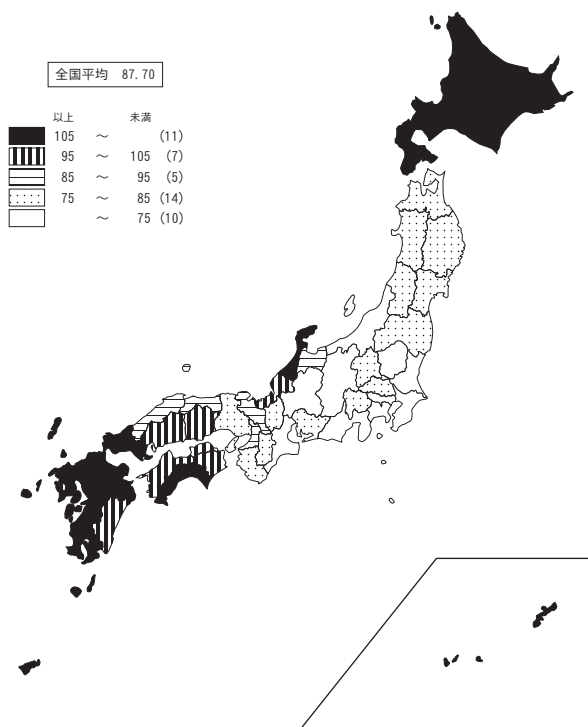 全国平均 87.70
以上 未満
105 ～ (11)
95 ～ 105 (7)
85 ～ 95 (5)
75 ～ 85 (14)
～ 75 (10)